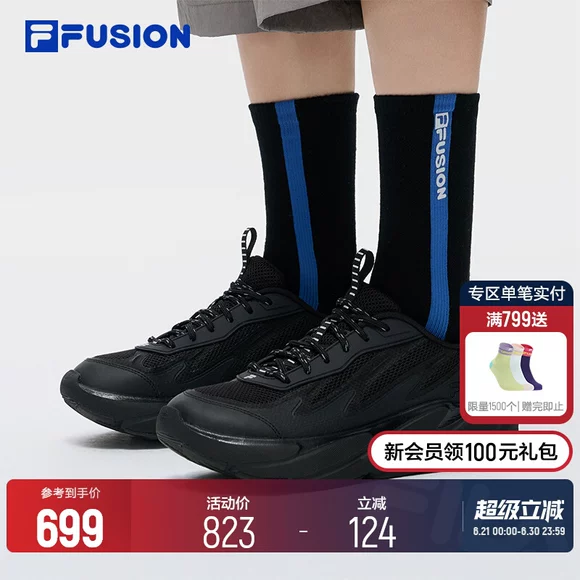 FUSION
FUSION
专区单笔实付
满799送
限量1500个| 赠完即止
新会员领100元礼包
参考到手价
699
活动价
823
-
立减
124
超级立减
6.21 00:00-6.30 23:59